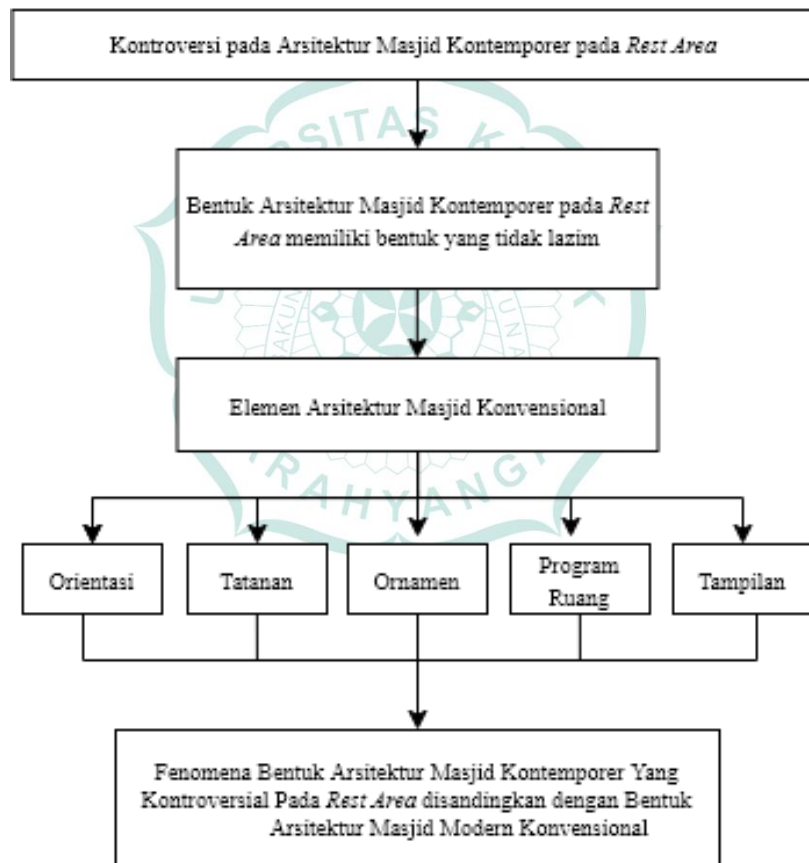 Kontroversi pada Arsitektur Masjid Kontemporer pada Rest Area
Bentuk Arsitektur Masjid Kontemporer pada Rest
Area memiliki bentuk yang tidak lazim
Elemen Arsitektur Masjid Konvensional
Orientasi
Tatanan
Ornamen
Program
Ruang
Tampilan
Fenomena Bentuk Arsitektur Masjid Kontemporer Yang
Kontroversial Pada Rest Area disandingkan dengan Bentuk
Arsitektur Masjid Modern Konvensional